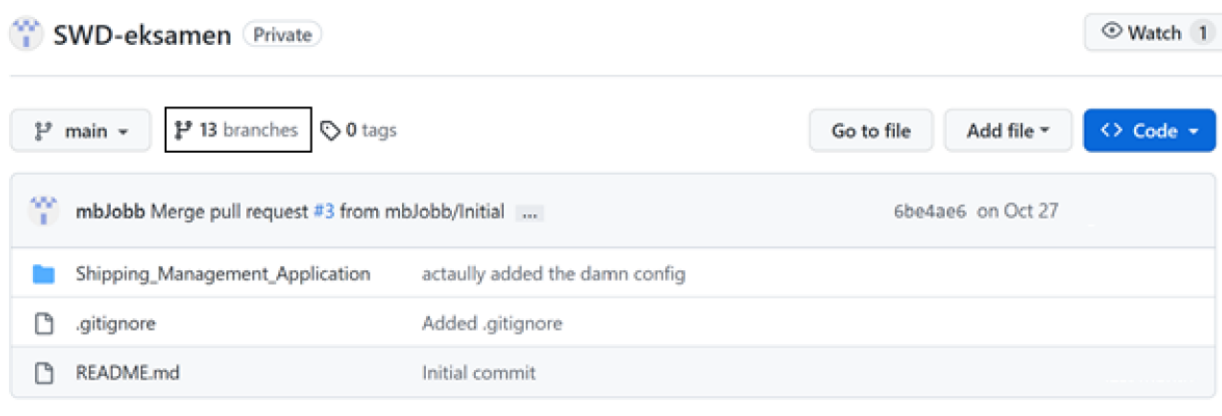 SWD-eksamen Private Watch 1
main 13 branches 0 tags Go to file Add file <> Code
mbJobb Merge pull request #3 from mbJobb/Initial ... 6be4ae6 on Oct 27
Shipping_Management_Application actaully added the damn config
.gitignore Added .gitignore
README.md Initial commit